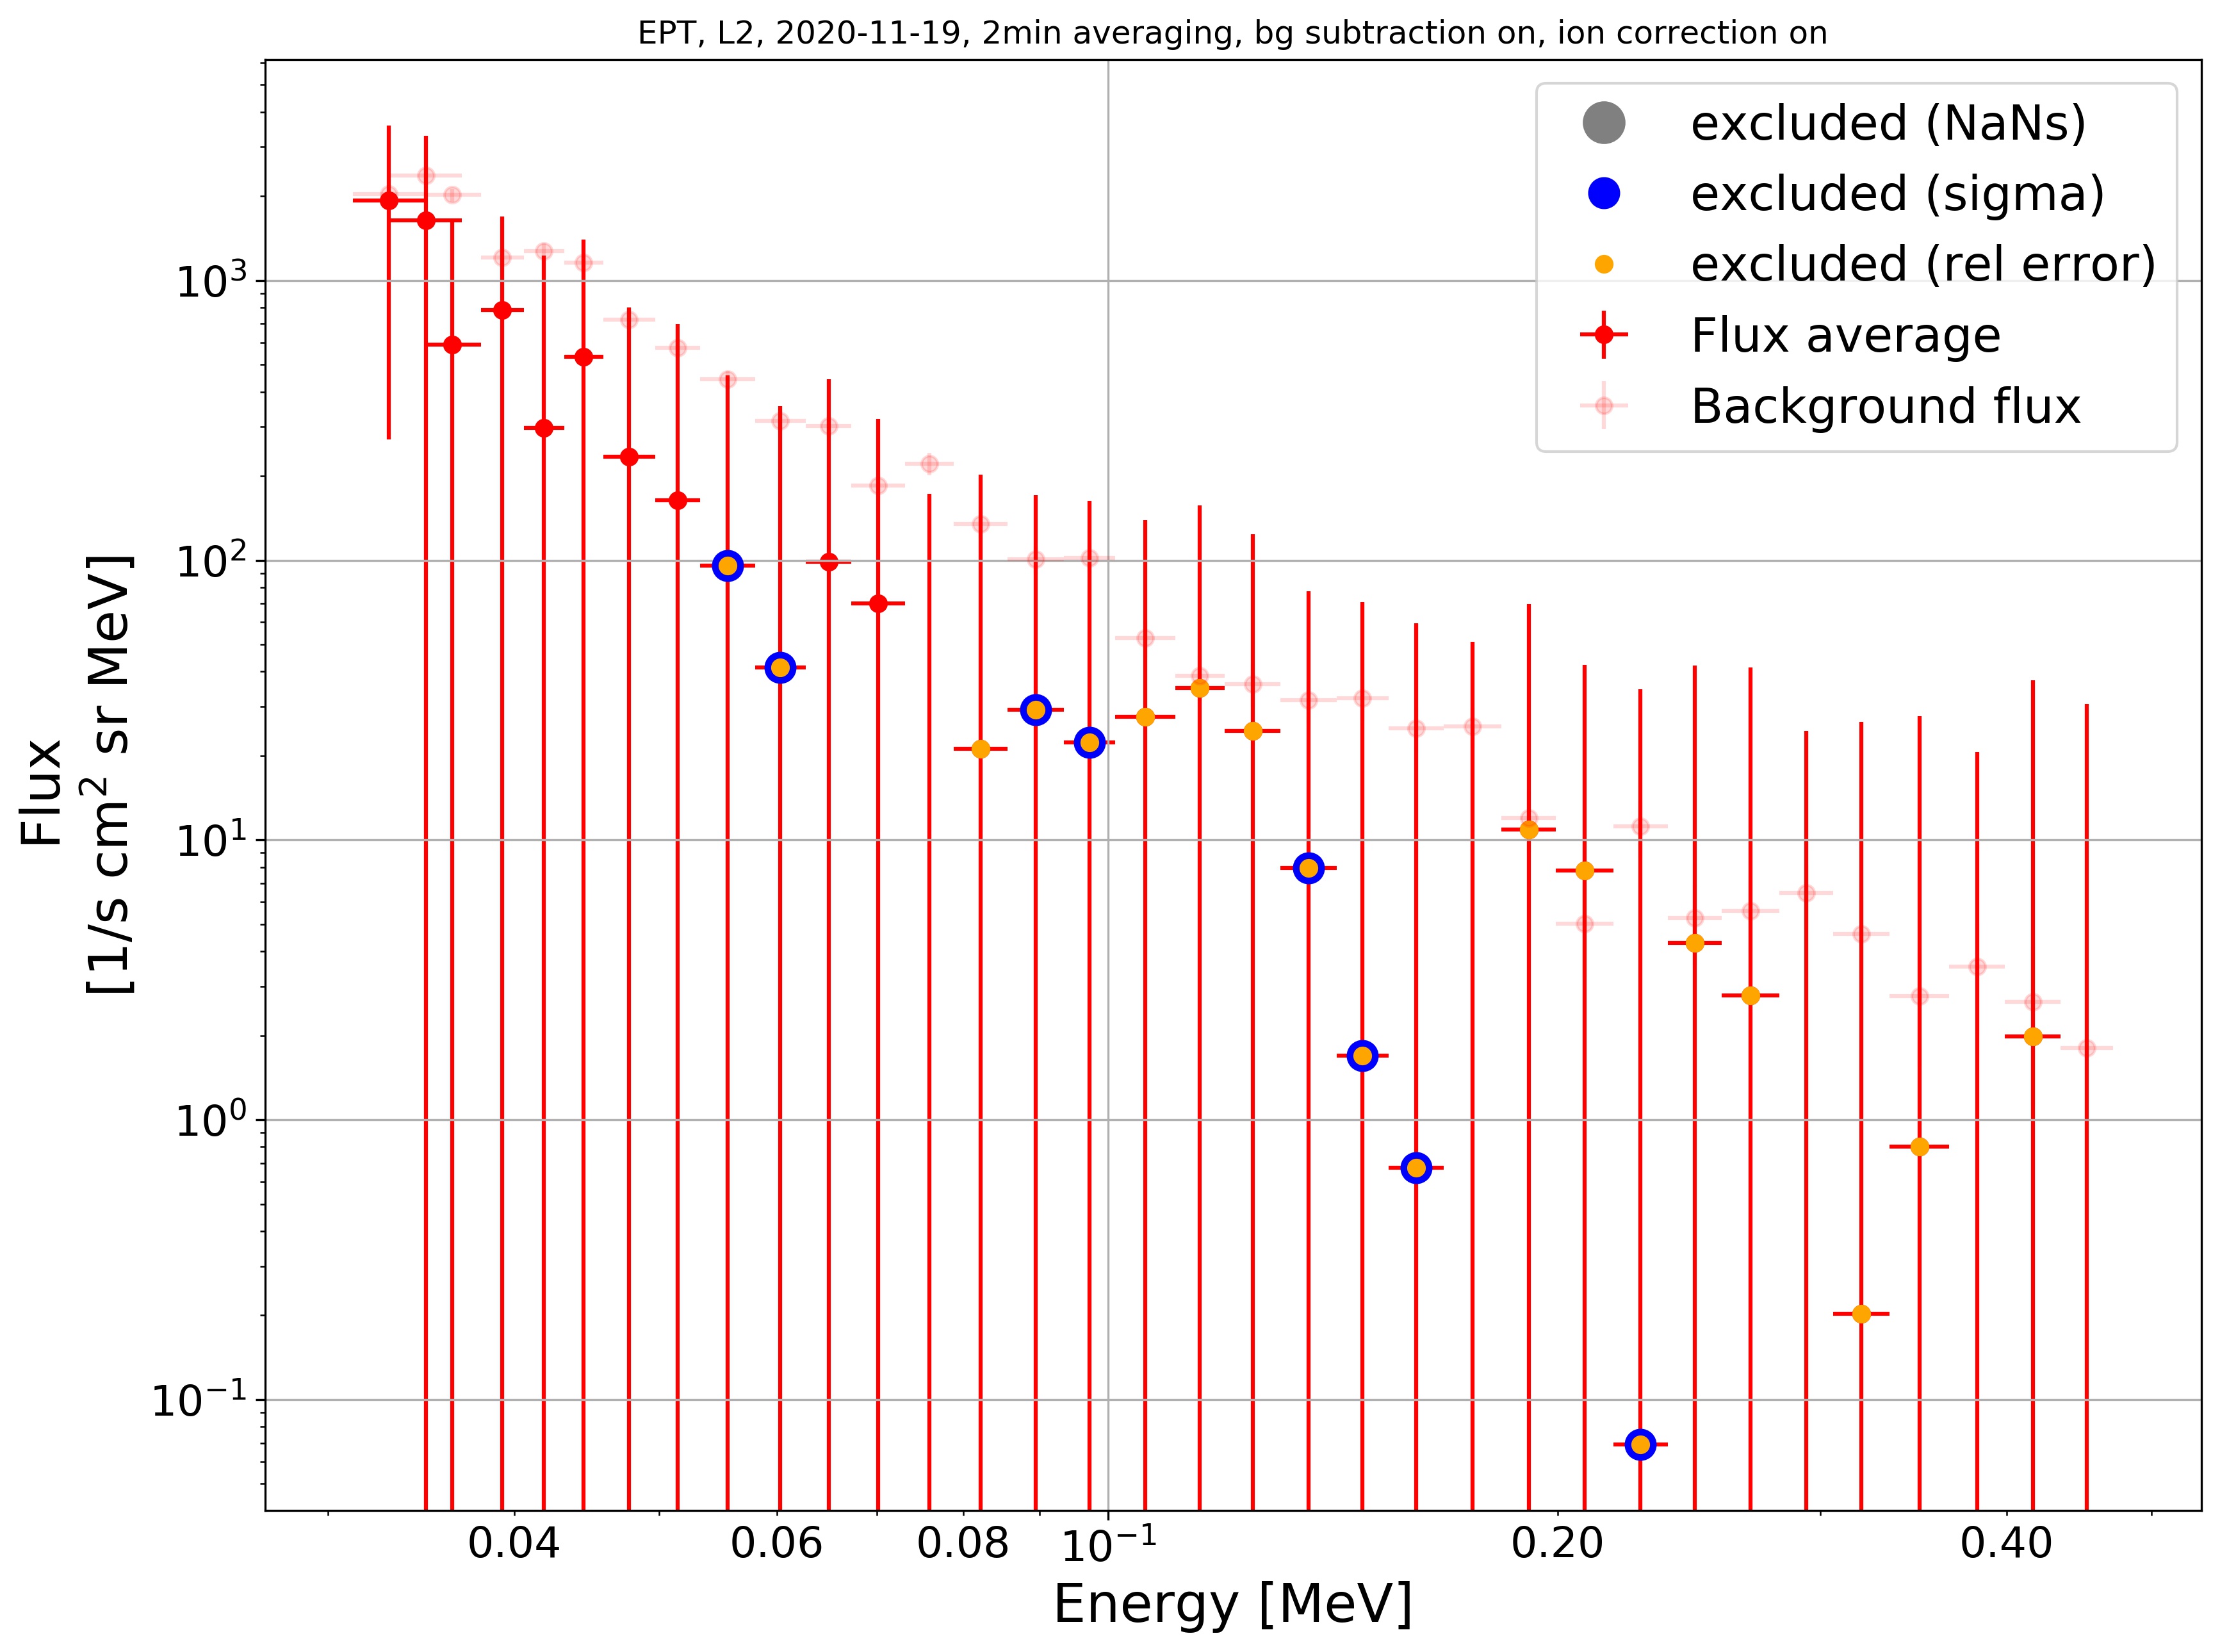 EPT, L2, 2020-11-19, 2min averaging, bg subtraction on, ion correction on
excluded (NaNs)
excluded (sigma)
excluded (rel error)
Flux average
Background flux
Flux
[1/s cm² sr MeV]
10³
10²
10¹
10⁰
10⁻¹
0.04
0.06
0.08
10⁻¹
0.20
0.40
Energy [MeV]